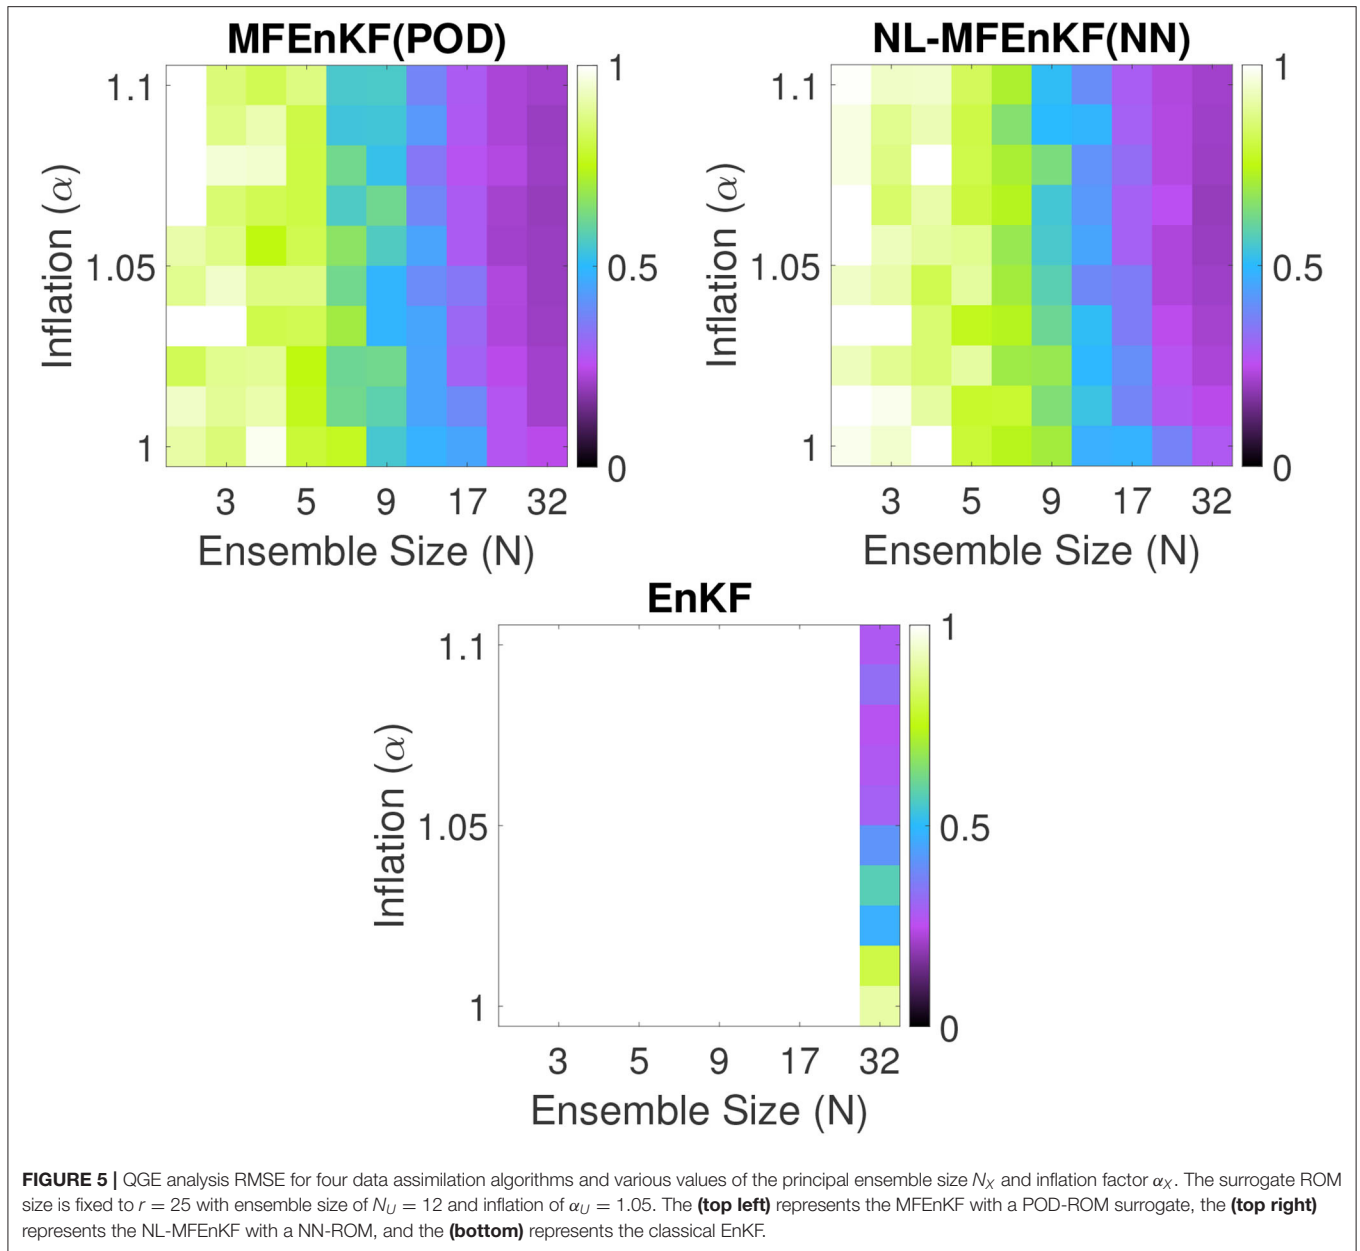 MFEnKF(POD)
1.1
1.05
1
Inflation (α)
3 5 9 17 32
Ensemble Size (N)
1
0.5
0
NL-MFEnKF(NN)
1.1
1.05
1
Inflation (α)
3 5 9 17 32
Ensemble Size (N)
1
0.5
0
EnKF
1.1
1.05
1
Inflation (α)
3 5 9 17 32
Ensemble Size (N)
1
0.5
0
FIGURE 5 | QGE analysis RMSE for four data assimilation algorithms and various values of the principal ensemble size N_X and inflation factor α_X. The surrogate ROM
size is fixed to r = 25 with ensemble size of N_U = 12 and inflation of α_U = 1.05. The (top left) represents the MFEnKF with a POD-ROM surrogate, the (top right)
represents the NL-MFEnKF with a NN-ROM, and the (bottom) represents the classical EnKF.